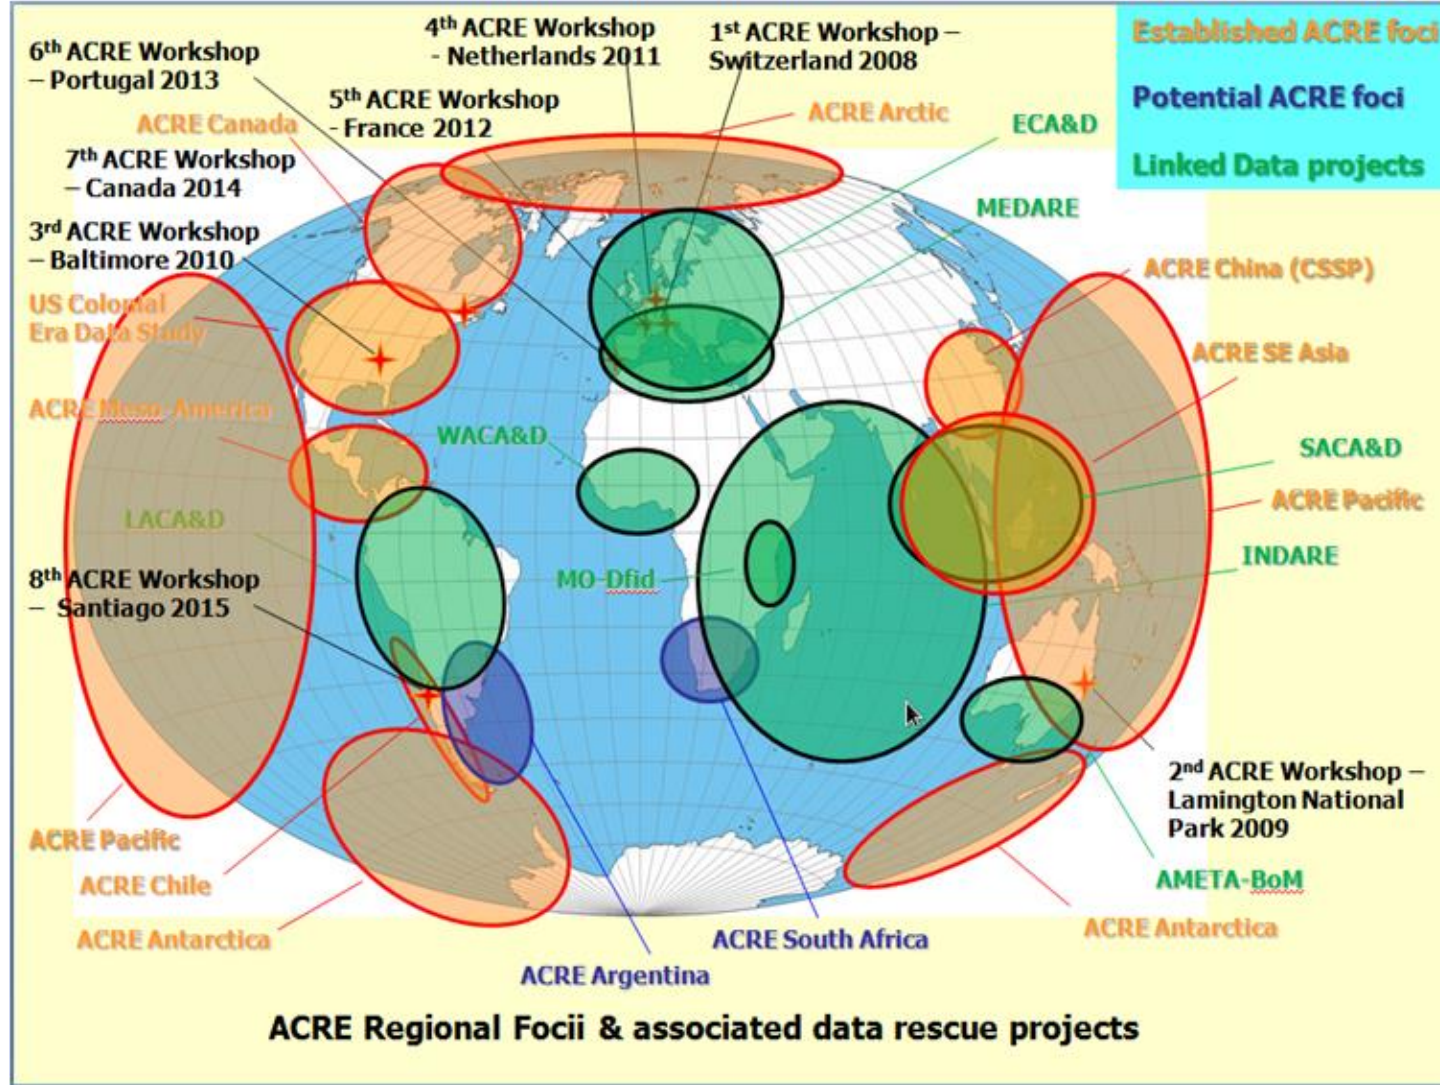 6th ACRE Workshop
– Portugal 2013
4th ACRE Workshop
- Netherlands 2011
1st ACRE Workshop –
Switzerland 2008
Established ACRE foci
Potential ACRE foci
Linked Data projects
5th ACRE Workshop
- France 2012
ACRE Canada
ACRE Arctic
ECA&D
7th ACRE Workshop
– Canada 2014
MEDARE
3rd ACRE Workshop
– Baltimore 2010
ACRE China (CSSP)
US Colonial
Era Data Study
ACRE SE Asia
ACRE Meso-America
WACA&D
SACA&D
ACRE Pacific
LACA&D
INDARE
8th ACRE Workshop
– Santiago 2015
MO-Dfid
2nd ACRE Workshop –
Lamington National
Park 2009
ACRE Pacific
ACRE Chile
AMETA-BoM
ACRE Antarctica
ACRE South Africa
ACRE Antarctica
ACRE Argentina
ACRE Regional Focii & associated data rescue projects